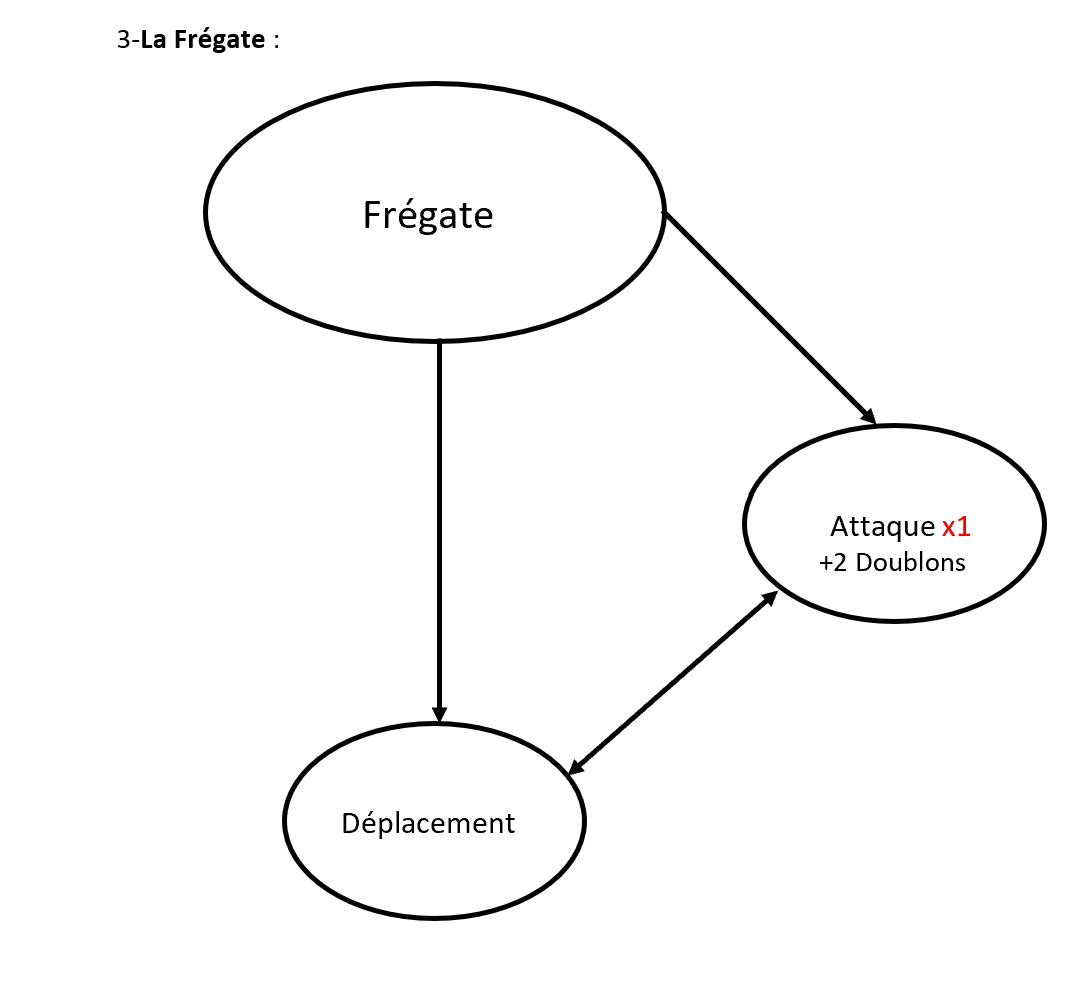 3-La Frégate :
Frégate
Attaque x1
+2 Doublons
Déplacement